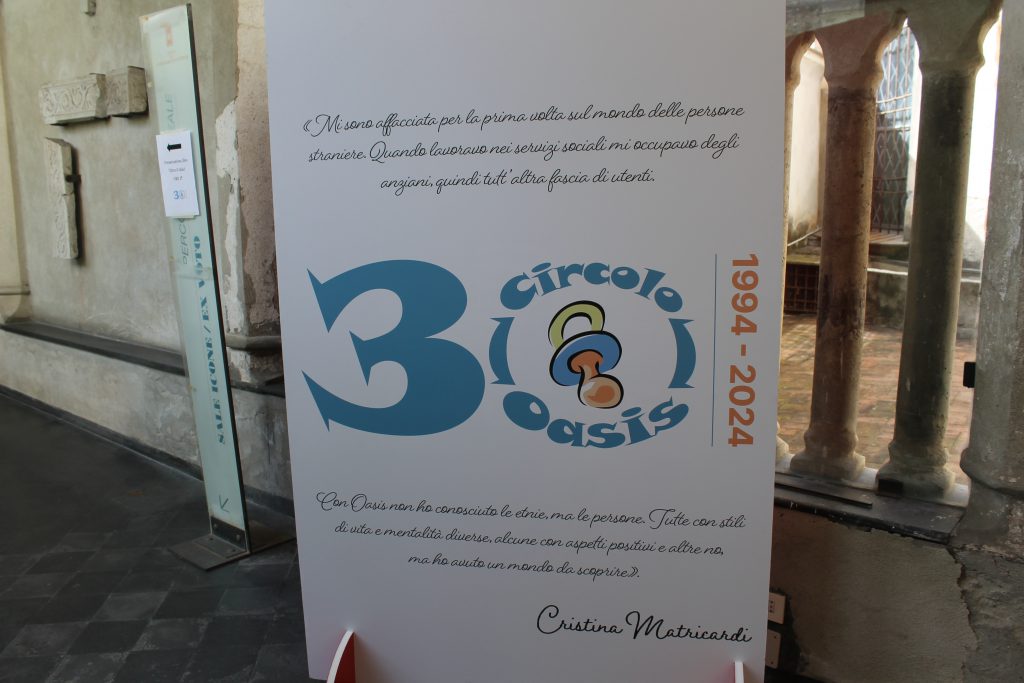 «Mi sono affacciata per la prima volta sul mondo delle persone
straniere. Quando lavoravo nei servizi sociali mi occupavo degli
anziani, quindi tutt'altra fascia di utenti.
30
Circolo
Oasis
1994 - 2024
Con Oasis non ho conosciuto le etnie, ma le persone. Tutte con stili
di vita e mentalità diverse, alcune con aspetti positivi e altre no,
ma ho avuto un mondo da scoprire».
Cristina Matricardi
SALETTE DONI / EX VOTO
30